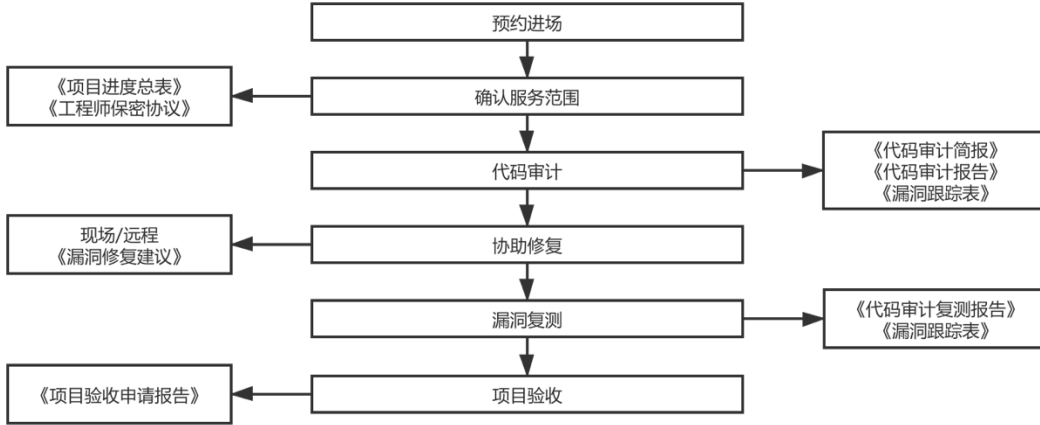 预约进场
《项目进度总表》
《工程师保密协议》
确认服务范围
代码审计
《代码审计简报》
《代码审计报告》
《漏洞跟踪表》
现场/远程
《漏洞修复建议》
协助修复
漏洞复测
《代码审计复测报告》
《漏洞跟踪表》
《项目验收申请报告》
项目验收